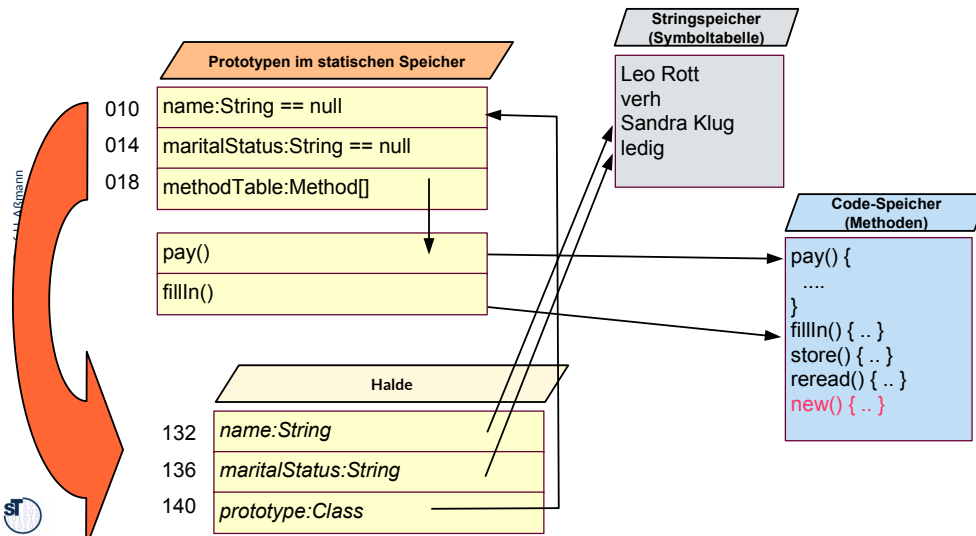 Stringspeicher
(Symboltabelle)
Leo Rott
verh
Sandra Klug
ledig
Prototypen im statischen Speicher
010 name:String == null
014 maritalStatus:String == null
018 methodTable:Method[]
pay()
fillIn()
Code-Speicher
(Methoden)
pay() {
....
}
fillIn() { .. }
store() { .. }
reread() { .. }
new() { .. }
Halde
132 name:String
136 maritalStatus:String
140 prototype:Class
Aßmann
sT